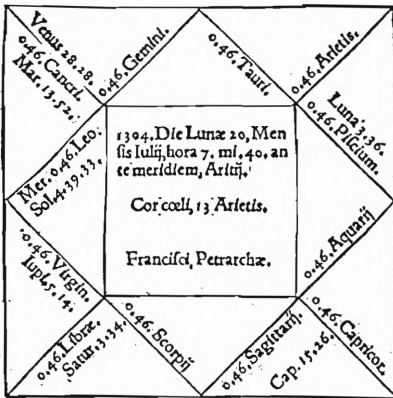 Venus 28.28.
0.46. Cancri.
Mar. 13.52.
0.46. Gemini.
0.46. Tauri.
0.46. Arietis.
Luna 3.36.
0.46. Piscium.
1304. Die Lunæ 20, Men
sis Iulij, hora 7. mi. 40. an
te meridiem, Aritij.
Cor cœli, 13 Arietis.
Francisci, Petrarchæ.
Mer. 0.46. Leo.
Sol. 4.39.33.
0.46. Aquarij
0.46. Virgin.
Iup. 5.14.
0.46. Libræ.
Satur. 3.34.
0.46. Scorpij
0.46. Sagittarij.
Cap. 15.26.
0.46. Capricor.